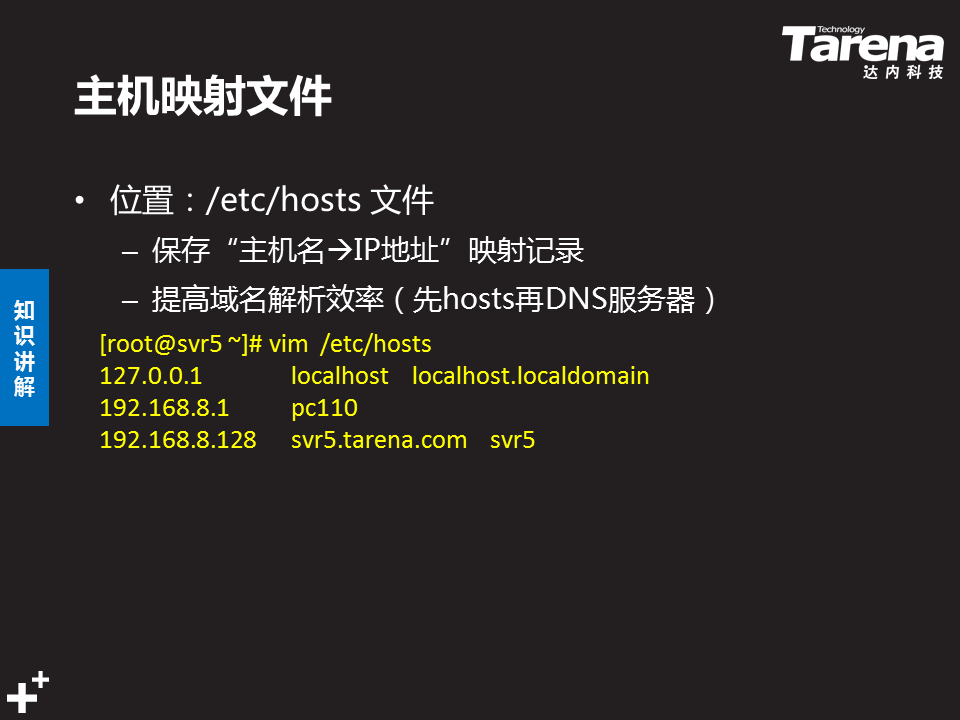 Technology
Tarena
达内科技
主机映射文件
• 位置：/etc/hosts 文件
– 保存“主机名→IP地址”映射记录
– 提高域名解析效率（先hosts再DNS服务器）
知识讲解
[root@svr5 ~]# vim /etc/hosts
127.0.0.1 localhost localhost.localdomain
192.168.8.1 pc110
192.168.8.128 svr5.tarena.com svr5